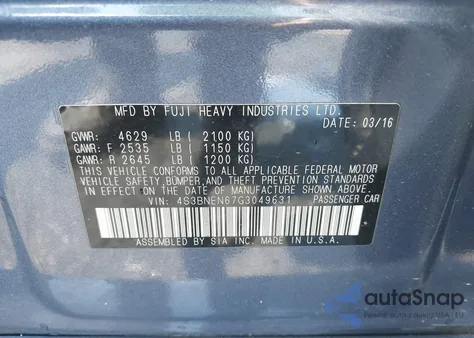 MFD BY FUJI HEAVY INDUSTRIES LTD.
DATE: 03/16
GVWR: 4629 LB ( 2100 KG)
GAWR: F 2535 LB ( 1150 KG)
GAWR: R 2645 LB ( 1200 KG)
THIS VEHICLE CONFORMS TO ALL APPLICABLE FEDERAL MOTOR
VEHICLE SAFETY, BUMPER, AND THEFT PREVENTION STANDARDS
IN EFFECT ON THE DATE OF MANUFACTURE SHOWN ABOVE.
VIN: 4S3BNEN67G3049631 PASSENGER CAR
ASSEMBLED BY SIA INC. MADE IN U.S.A.
autoSnap